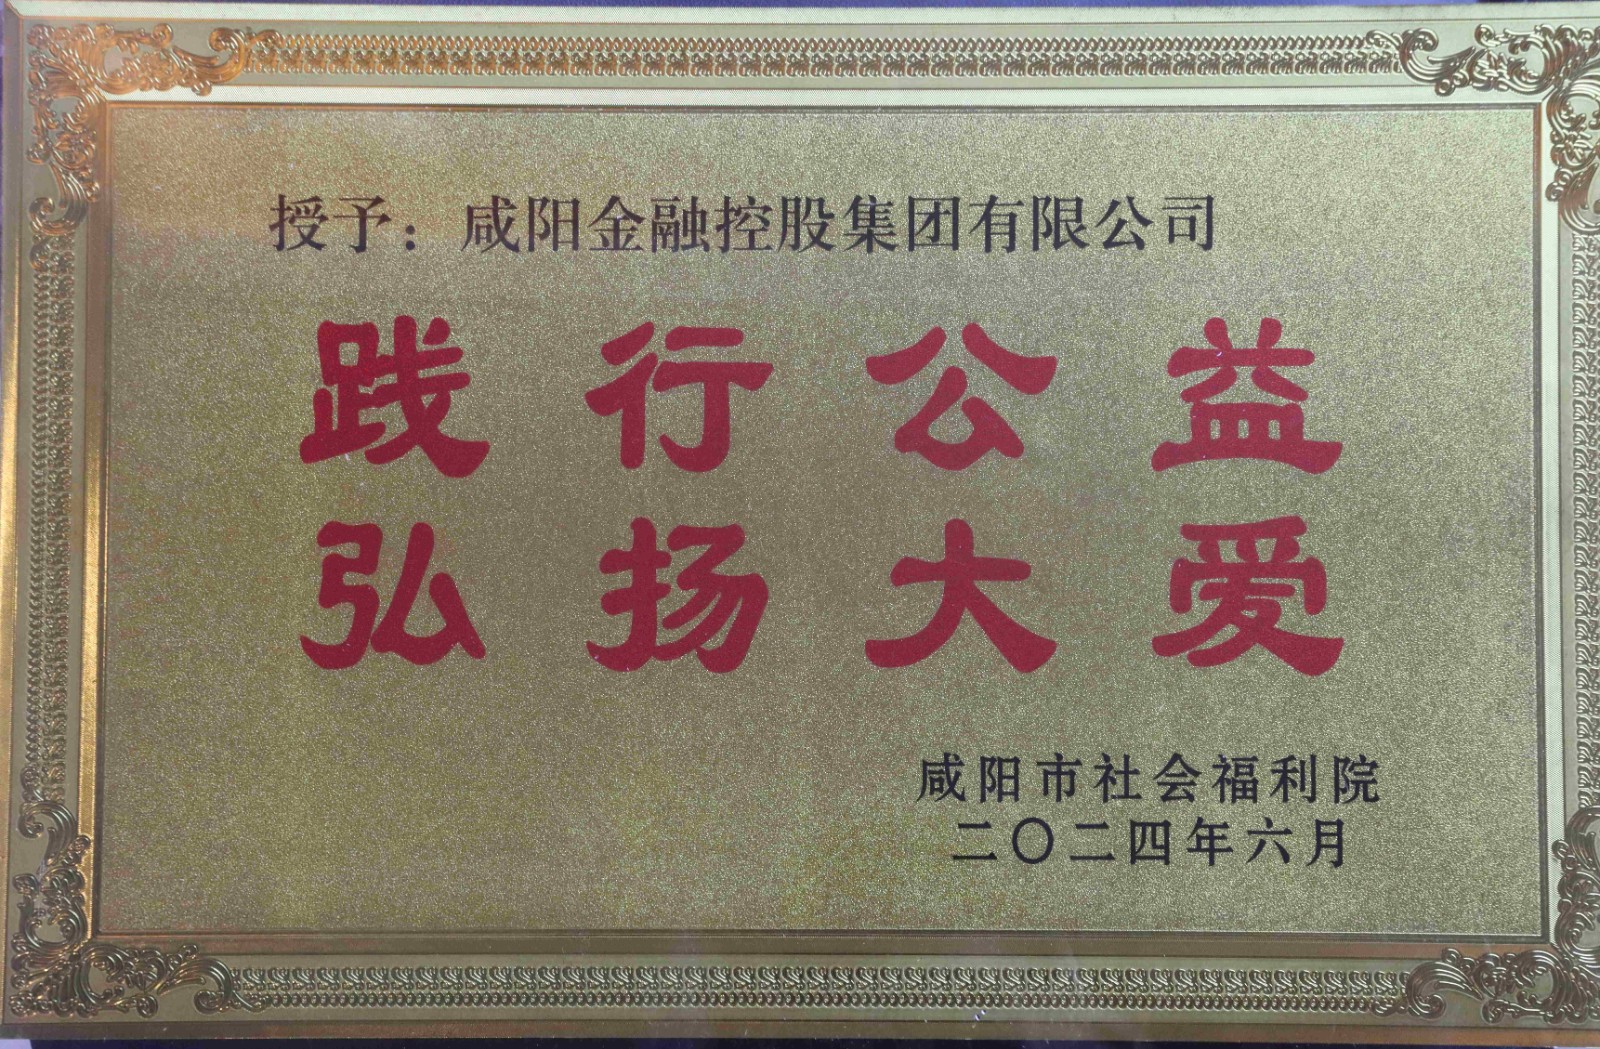 授予：咸阳金融控股集团有限公司
践行公益
弘扬大爱
咸阳市社会福利院
二〇二四年六月